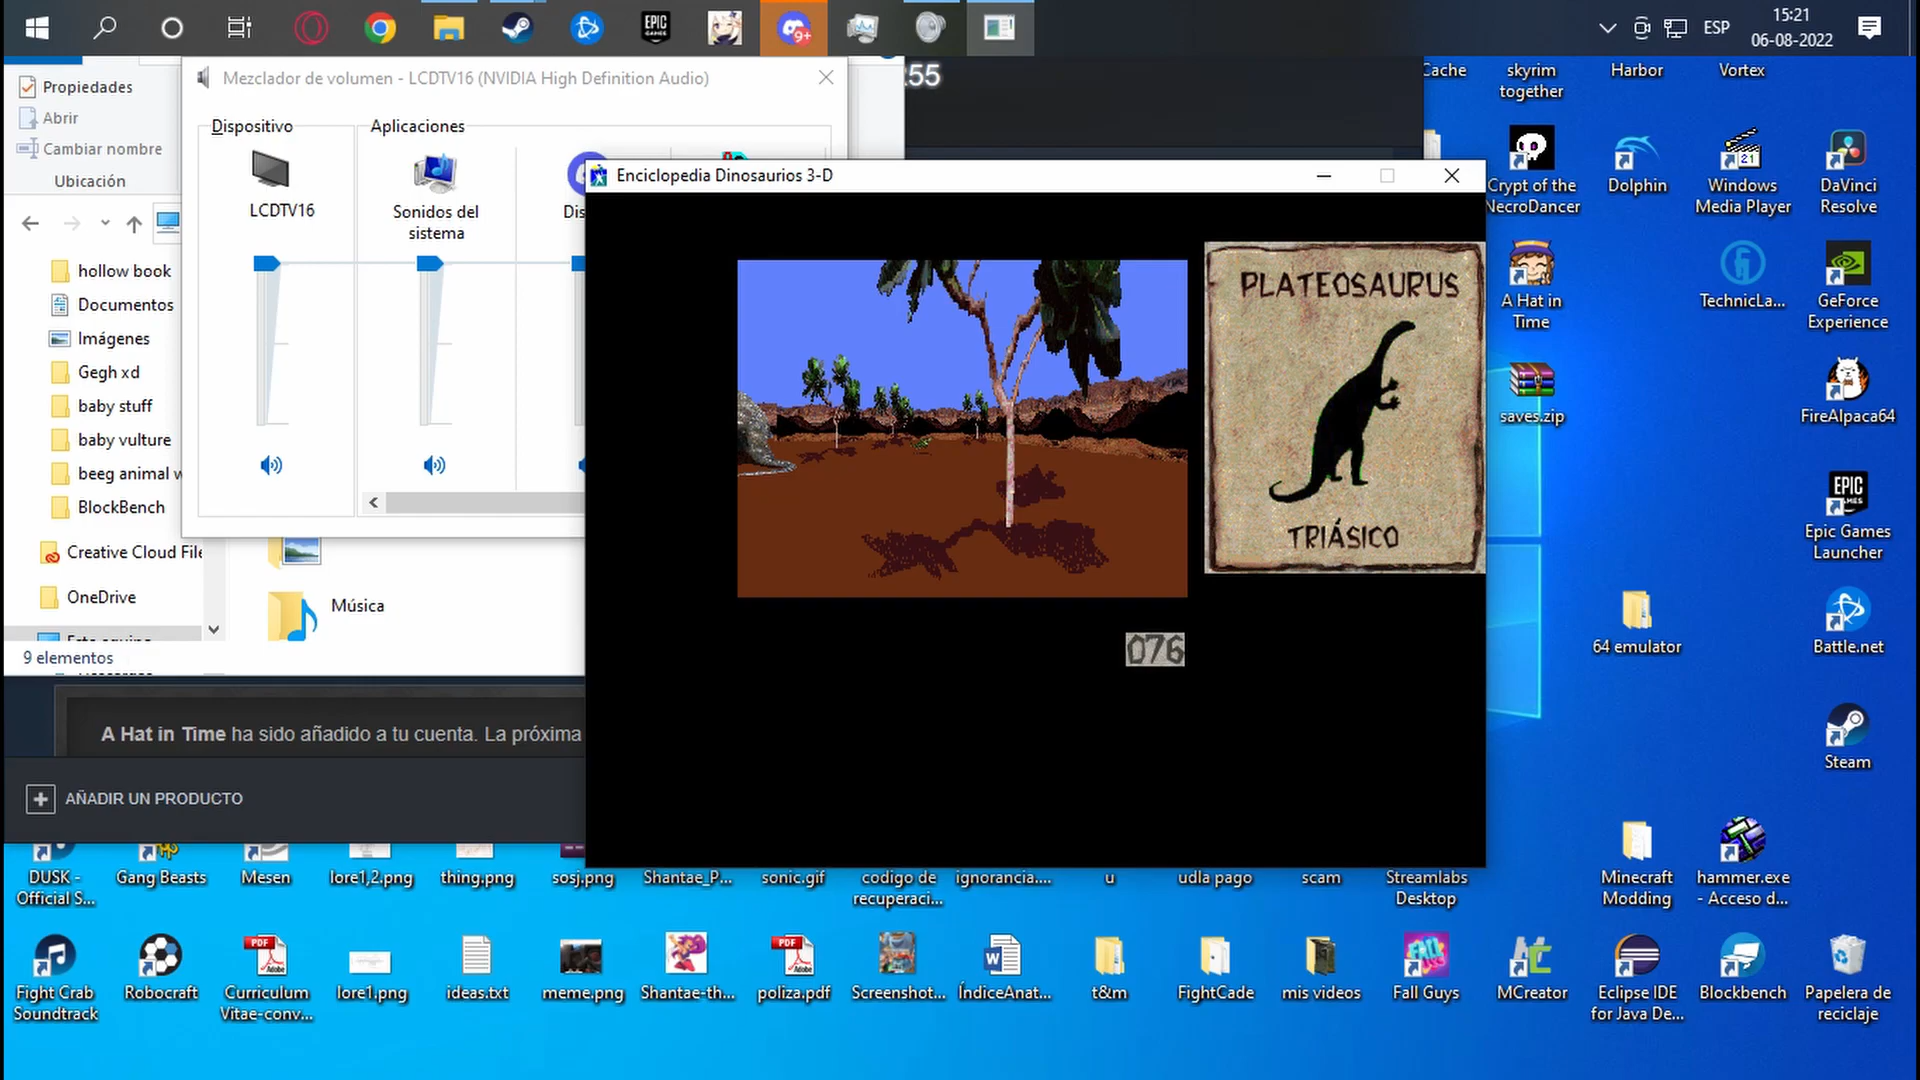 ESP
15:21
06-08-2022
Propiedades
Abrir
Cambiar nombre
Ubicación
Mezclador de volumen - LCDTV16 (NVIDIA High Definition Audio)
Dispositivo
Aplicaciones
LCDTV16
Sonidos del
sistema
Dis
:55
Enciclopedia Dinosaurios 3-D
PLATEOSAURUS
TRIÁSICO
076
hollow book
Documentos
Imágenes
Gegh xd
baby stuff
baby vulture
beeg animal w
BlockBench
Creative Cloud File
OneDrive
Música
9 elementos
A Hat in Time ha sido añadido a tu cuenta. La próxima
AÑADIR UN PRODUCTO
Cache
skyrim
together
Harbor
Vortex
Crypt of the
NecroDancer
Dolphin
Windows
Media Player
DaVinci
Resolve
A Hat in
Time
TechnicLa...
GeForce
Experience
saves.zip
FireAlpaca64
EPIC
GAMES
Epic Games
Launcher
64 emulator
Battle.net
Steam
DUSK -
Official S...
Gang Beasts
Mesen
lore1,2.png
thing.png
sosj.png
Shantae_P...
sonic.gif
codigo de
recuperaci...
ignorancia....
u
udla pago
scam
Streamlabs
Desktop
Minecraft
Modding
hammer.exe
- Acceso d...
Fight Crab
Soundtrack
Robocraft
Curriculum
Vitae-conv...
lore1.png
ideas.txt
meme.png
Shantae-th...
poliza.pdf
Screenshot...
ÍndiceAnat...
t&m
FightCade
mis videos
Fall Guys
MCreator
Eclipse IDE
for Java De...
Blockbench
Papelera de
reciclaje